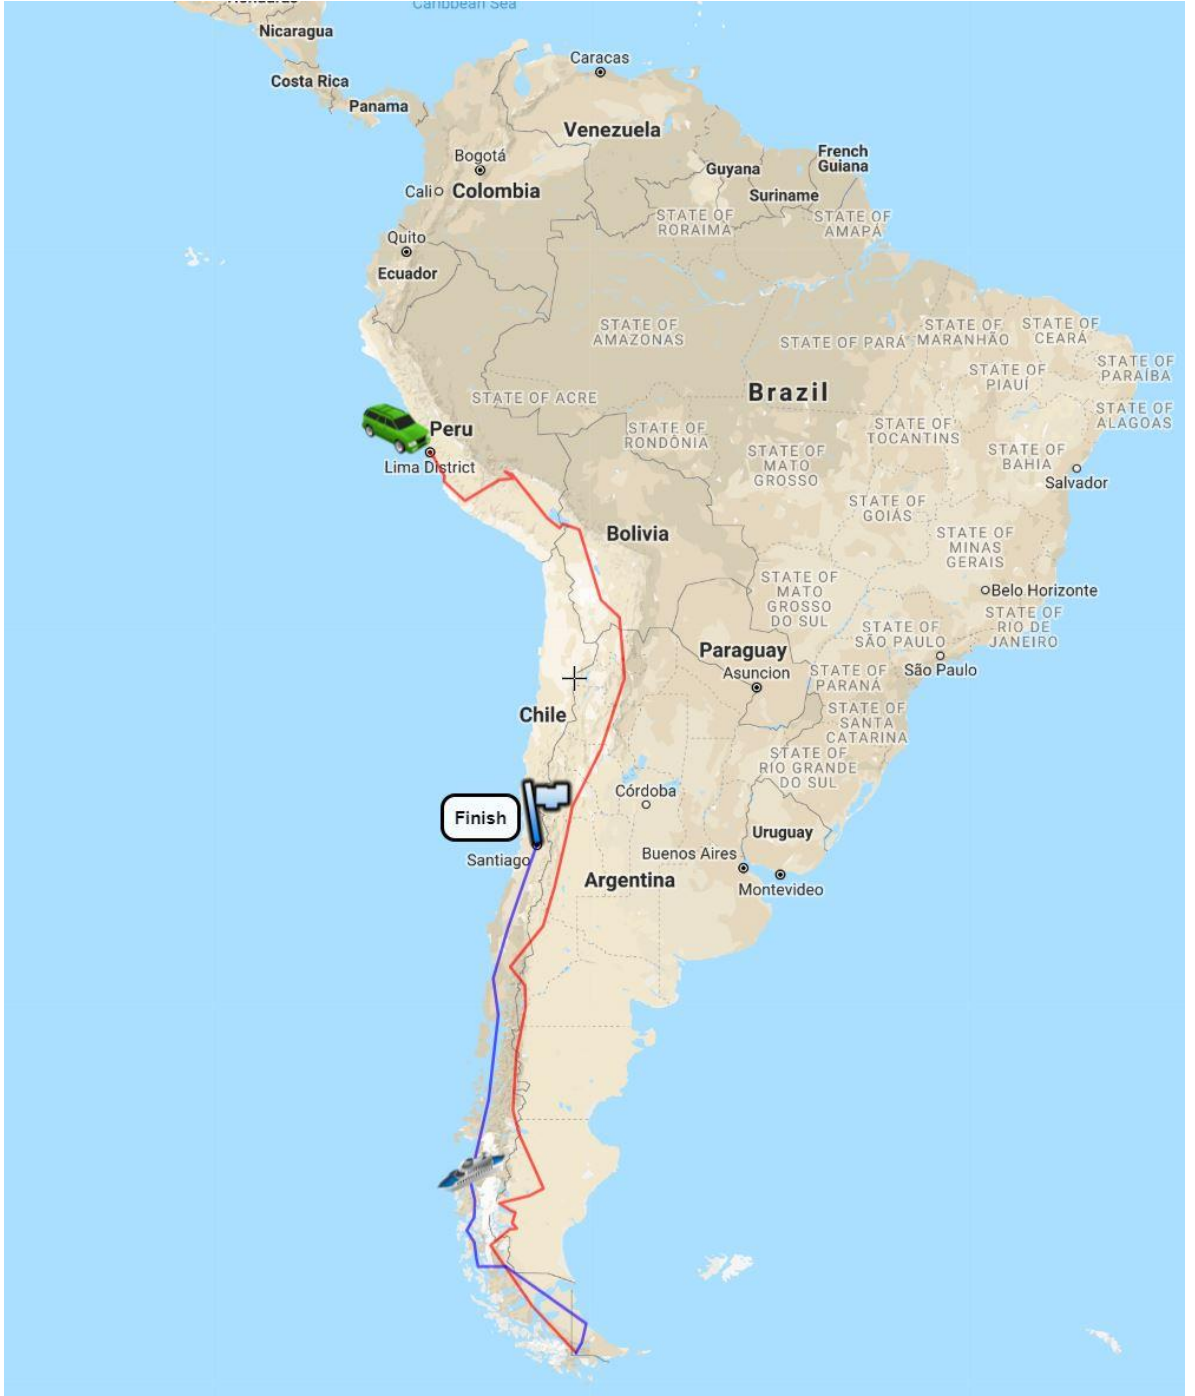 Caribbean Sea
Nicaragua
Caracas
Costa Rica
Panama
Venezuela
French
Guiana
Bogotá
Guyana
Cali
Colombia
Suriname
STATE OF
RORAIMA
STATE OF
AMAPÁ
Quito
Ecuador
STATE OF
AMAZONAS
STATE OF PARÁ
STATE OF
MARANHÃO
STATE OF
CEARÁ
STATE OF
PARAÍBA
STATE OF
PIAUÍ
Brazil
STATE OF ACRE
STATE OF
ALAGOAS
Peru
STATE OF
RONDÔNIA
STATE OF
TOCANTINS
STATE OF
MATO
GROSSO
STATE OF
BAHIA
Lima District
Salvador
STATE OF
GOIÁS
Bolivia
STATE OF
MINAS
GERAIS
STATE OF
MATO
GROSSO
DO SUL
Belo Horizonte
STATE OF
RIO DE
JANEIRO
STATE OF
SÃO PAULO
Paraguay
Asuncion
São Paulo
STATE OF
PARANÁ
Chile
STATE OF
SANTA
CATARINA
STATE OF
RIO GRANDE
DO SUL
Córdoba
Finish
Uruguay
Santiago
Buenos Aires
Argentina
Montevideo